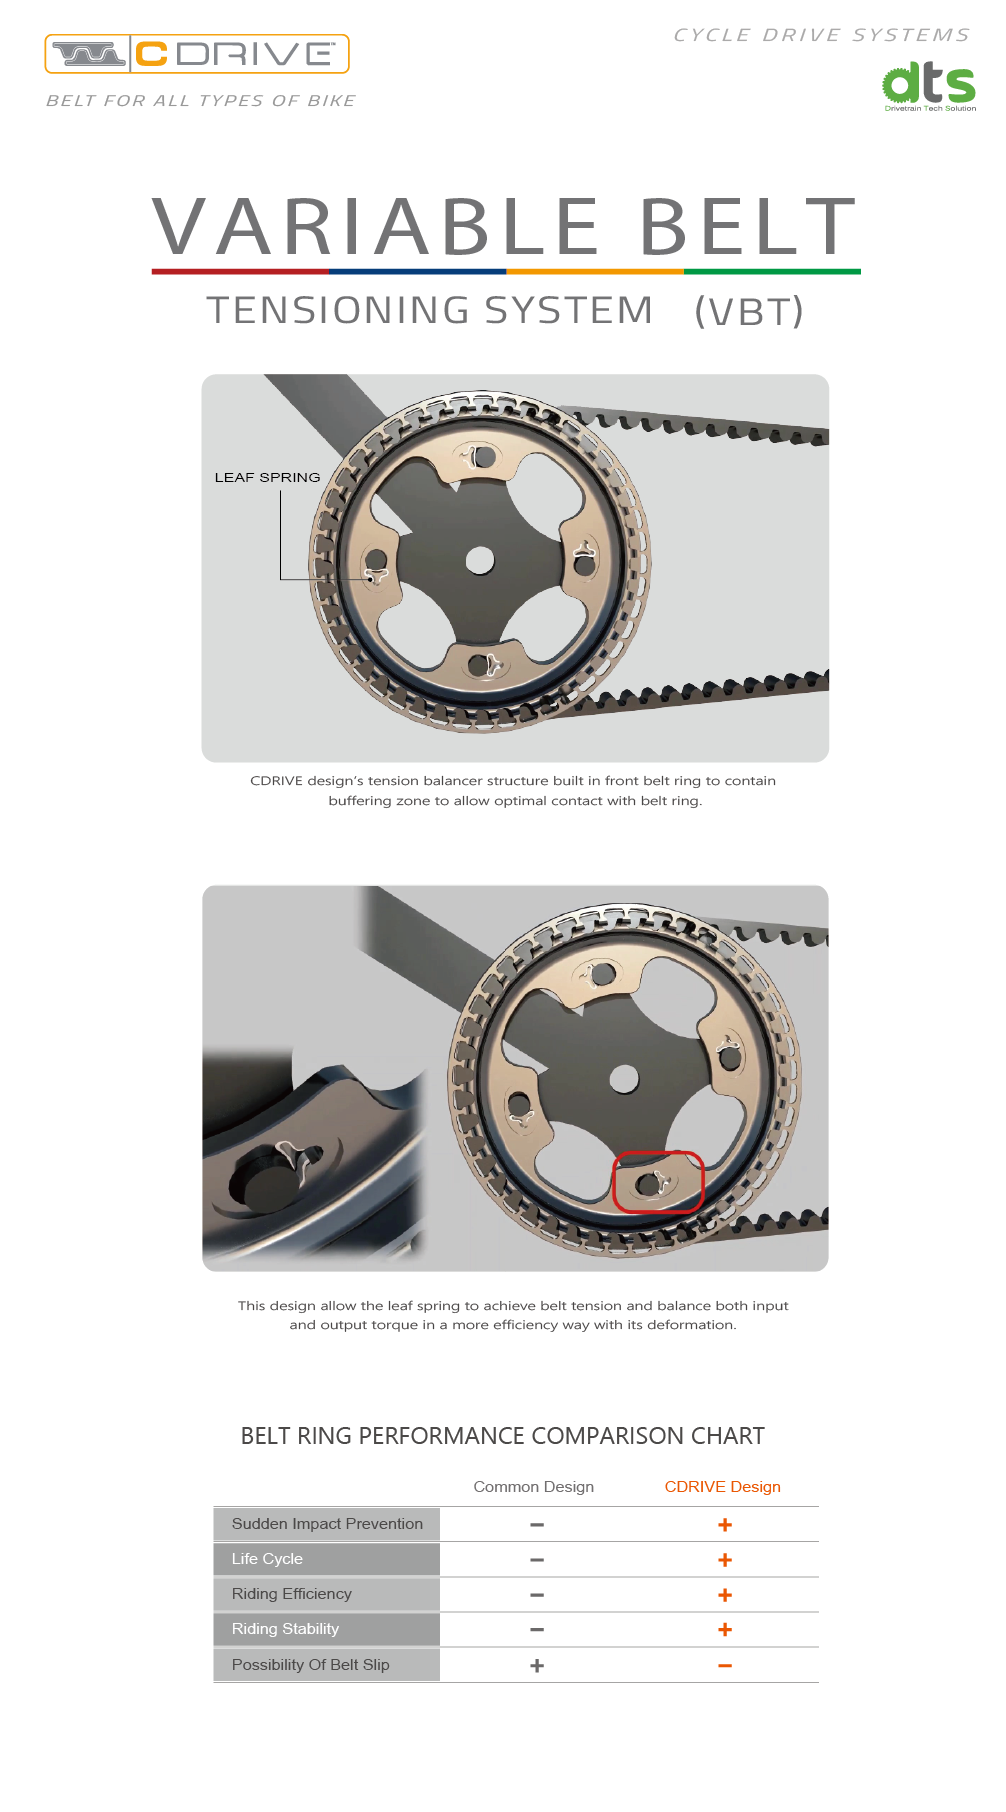 CDRIVE™
CYCLE DRIVE SYSTEMS
BELT FOR ALL TYPES OF BIKE
dts
Drivetrain Tech Solution
VARIABLE BELT
TENSIONING SYSTEM (VBT)
LEAF SPRING
CDRIVE design's tension balancer structure built in front belt ring to contain
buffering zone to allow optimal contact with belt ring.
This design allow the leaf spring to achieve belt tension and balance both input
and output torque in a more efficiency way with its deformation.
BELT RING PERFORMANCE COMPARISON CHART
Common Design CDRIVE Design
Sudden Impact Prevention − +
Life Cycle − +
Riding Efficiency − +
Riding Stability − +
Possibility Of Belt Slip + −